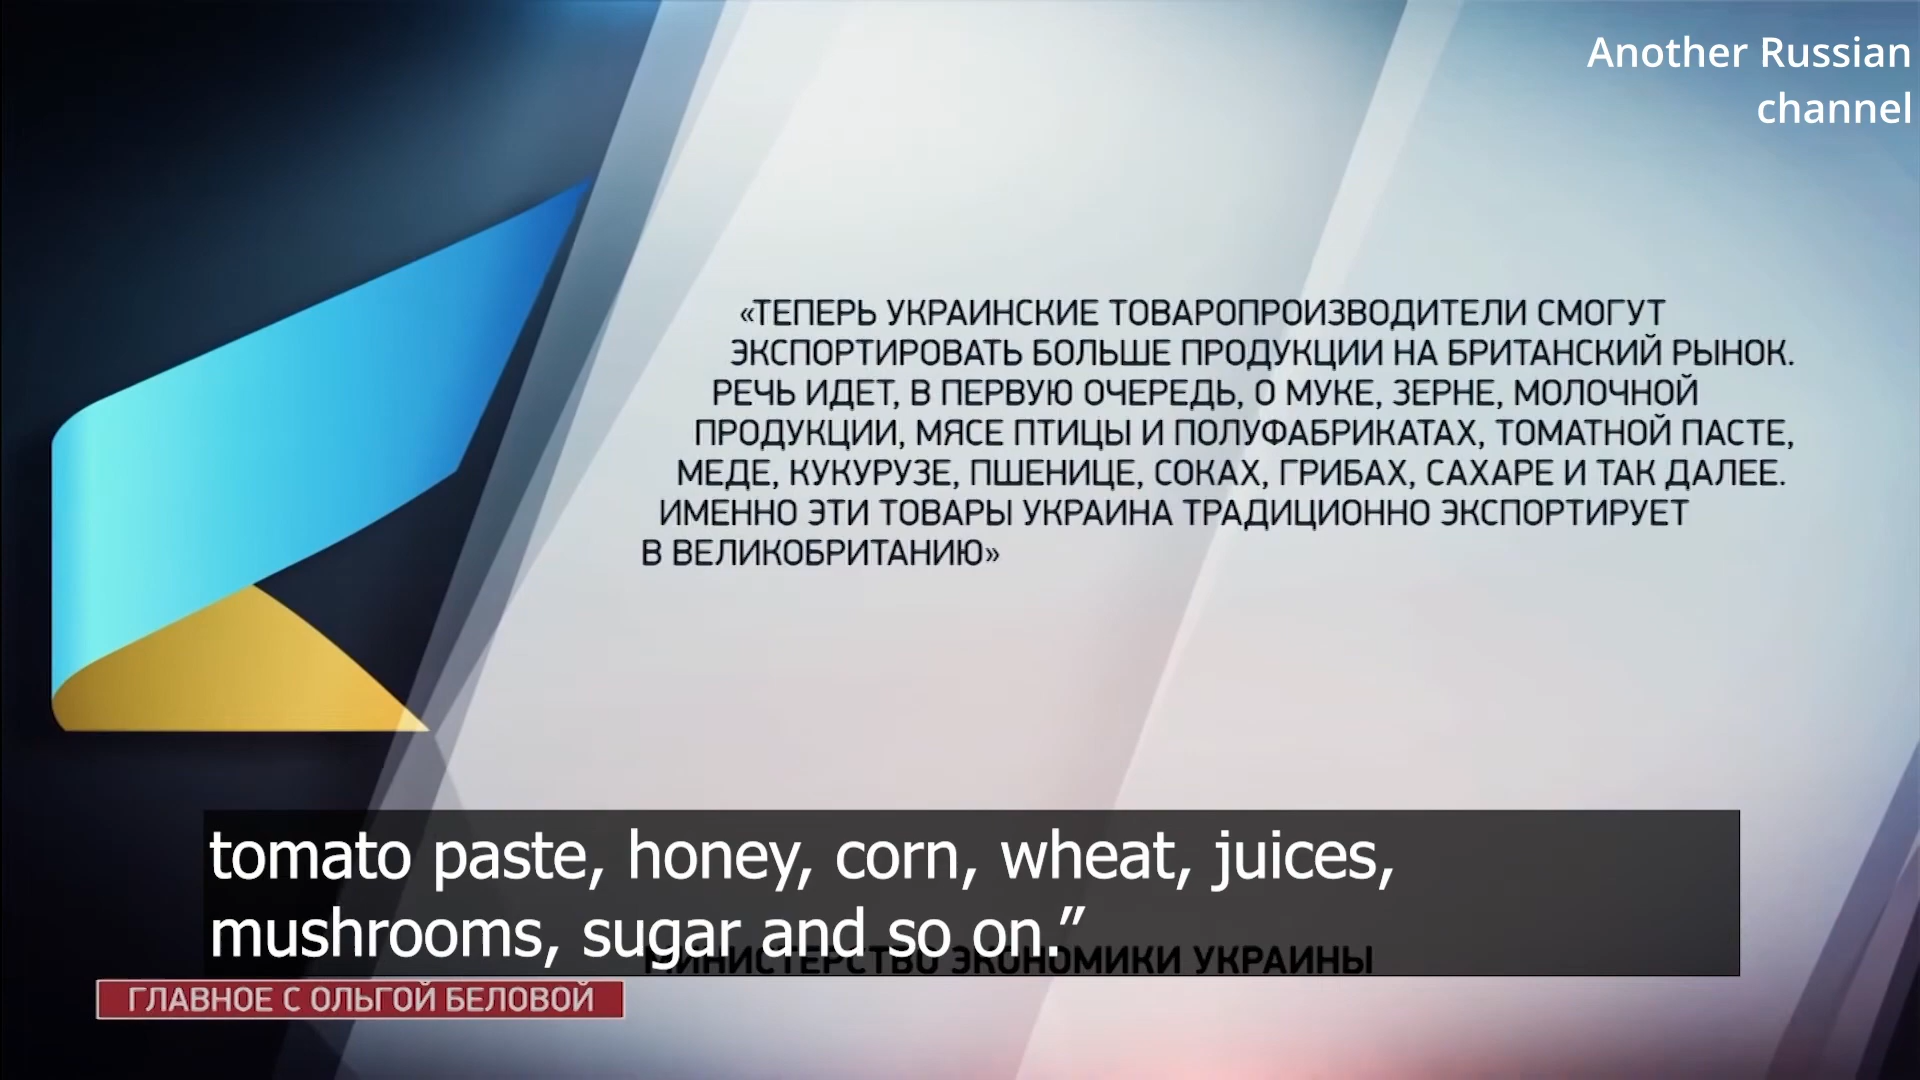 Another Russian
channel
«ТЕПЕРЬ УКРАИНСКИЕ ТОВАРОПРОИЗВОДИТЕЛИ СМОГУТ
ЭКСПОРТИРОВАТЬ БОЛЬШЕ ПРОДУКЦИИ НА БРИТАНСКИЙ РЫНОК.
РЕЧЬ ИДЕТ, В ПЕРВУЮ ОЧЕРЕДЬ, О МУКЕ, ЗЕРНЕ, МОЛОЧНОЙ
ПРОДУКЦИИ, МЯСЕ ПТИЦЫ И ПОЛУФАБРИКАТАХ, ТОМАТНОЙ ПАСТЕ,
МЕДЕ, КУКУРУЗЕ, ПШЕНИЦЕ, СОКАХ, ГРИБАХ, САХАРЕ И ТАК ДАЛЕЕ.
ИМЕННО ЭТИ ТОВАРЫ УКРАИНА ТРАДИЦИОННО ЭКСПОРТИРУЕТ
В ВЕЛИКОБРИТАНИЮ»
tomato paste, honey, corn, wheat, juices,
mushrooms, sugar and so on.”
МИНИСТЕРСТВО ЭКОНОМИКИ УКРАИНЫ
ГЛАВНОЕ С ОЛЬГОЙ БЕЛОВОЙ